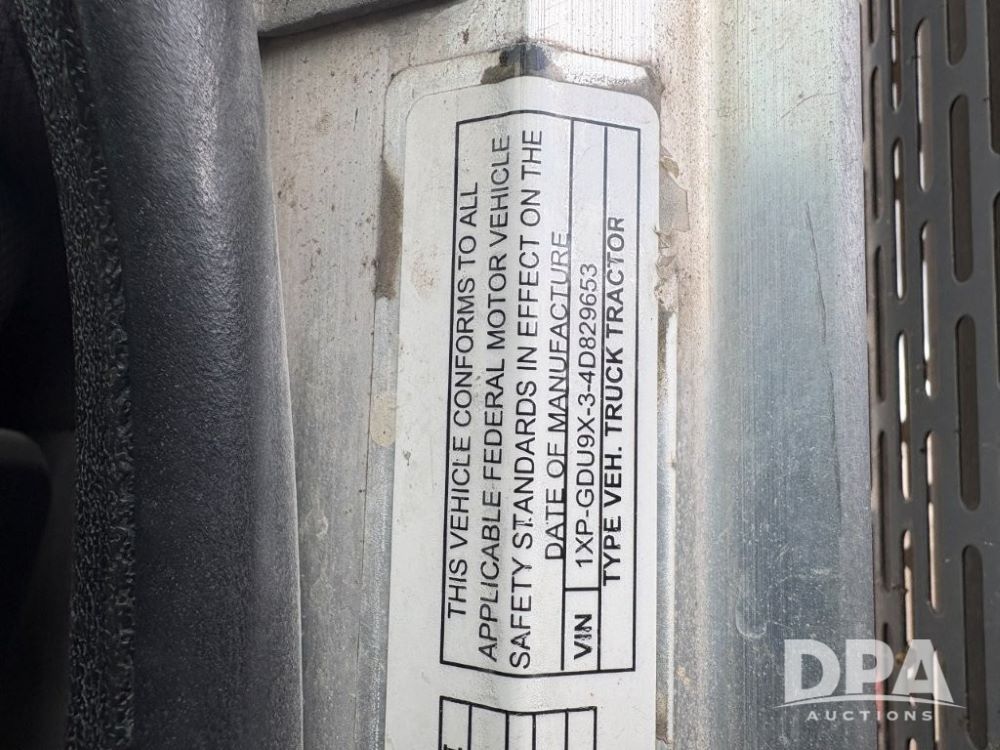 THIS VEHICLE CONFORMS TO ALL
APPLICABLE FEDERAL MOTOR VEHICLE
SAFETY STANDARDS IN EFFECT ON THE
DATE OF MANUFACTURE
VIN 1XP-GDU9X-3-4D829653
TYPE VEH. TRUCK TRACTOR
DPA
AUCTIONS